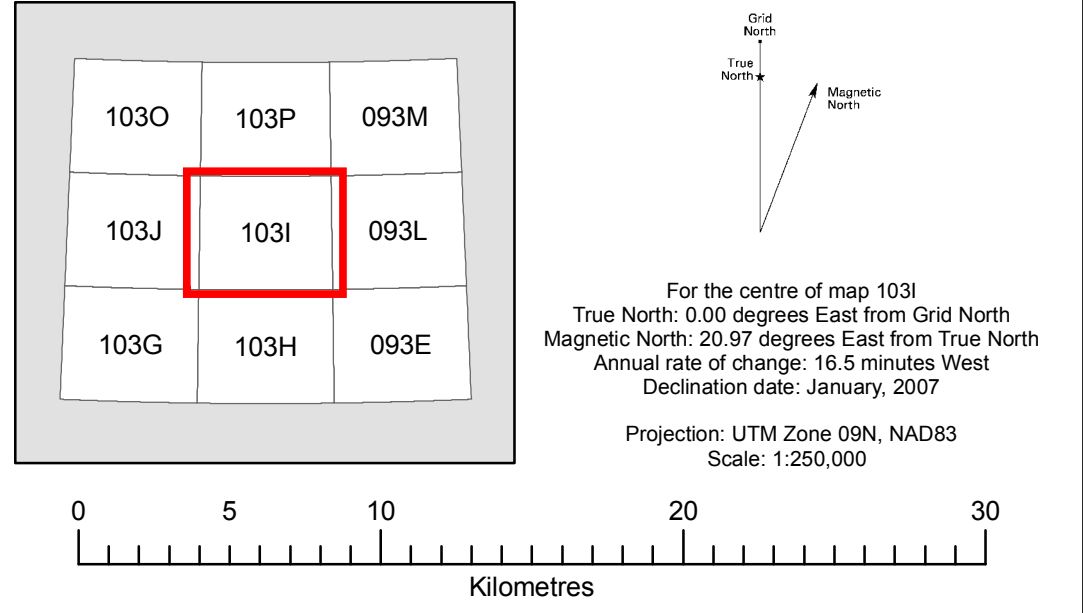 103O 103P 093M
103J 103I 093L
103G 103H 093E
Grid
North
True
North
Magnetic
North
For the centre of map 103I
True North: 0.00 degrees East from Grid North
Magnetic North: 20.97 degrees East from True North
Annual rate of change: 16.5 minutes West
Declination date: January, 2007
Projection: UTM Zone 09N, NAD83
Scale: 1:250,000
0 5 10 20 30
Kilometres